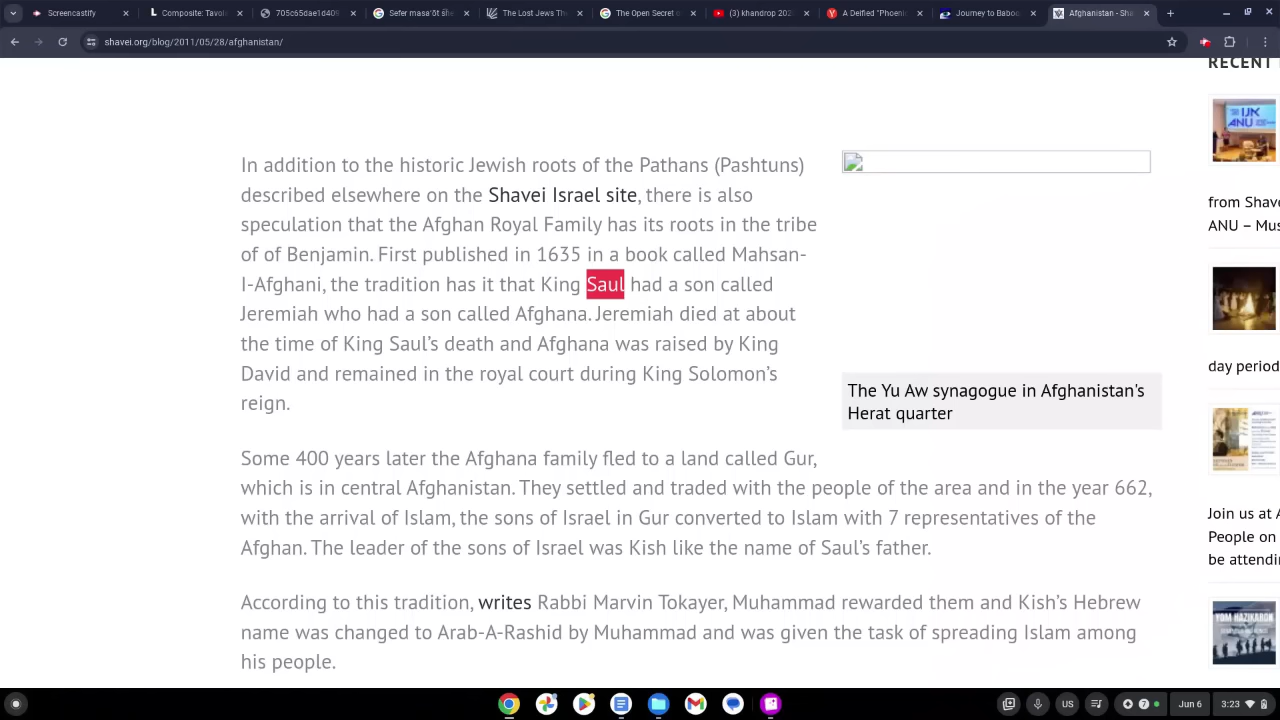 Screencastify
Composite: Tavole
705c65dae1d405
Sefer masa'ōt she
The Lost Jews Th
The Open Secret o
(3) khandrop 202
A Deified "Phoenix
Journey to Baboo
Afghanistan - Sha
shavei.org/blog/2011/05/28/afghanistan/
RECENT
In addition to the historic Jewish roots of the Pathans (Pashtuns)
described elsewhere on the Shavei Israel site, there is also
speculation that the Afghan Royal Family has its roots in the tribe
of of Benjamin. First published in 1635 in a book called Mahsan-
I-Afghani, the tradition has it that King Saul had a son called
Jeremiah who had a son called Afghana. Jeremiah died at about
the time of King Saul's death and Afghana was raised by King
David and remained in the royal court during King Solomon's
reign.
The Yu Aw synagogue in Afghanistan's
Herat quarter
Some 400 years later the Afghana family fled to a land called Gur,
which is in central Afghanistan. They settled and traded with the people of the area and in the year 662,
with the arrival of Islam, the sons of Israel in Gur converted to Islam with 7 representatives of the
Afghan. The leader of the sons of Israel was Kish like the name of Saul's father.
According to this tradition, writes Rabbi Marvin Tokayer, Muhammad rewarded them and Kish's Hebrew
name was changed to Arab-A-Rashid by Muhammad and was given the task of spreading Islam among
his people.
IJK
ANU
from Shave
ANU – Mus
day period
Join us at A
People on
be attendi
YOM HAZIKARON
US
Jun 6
3:23